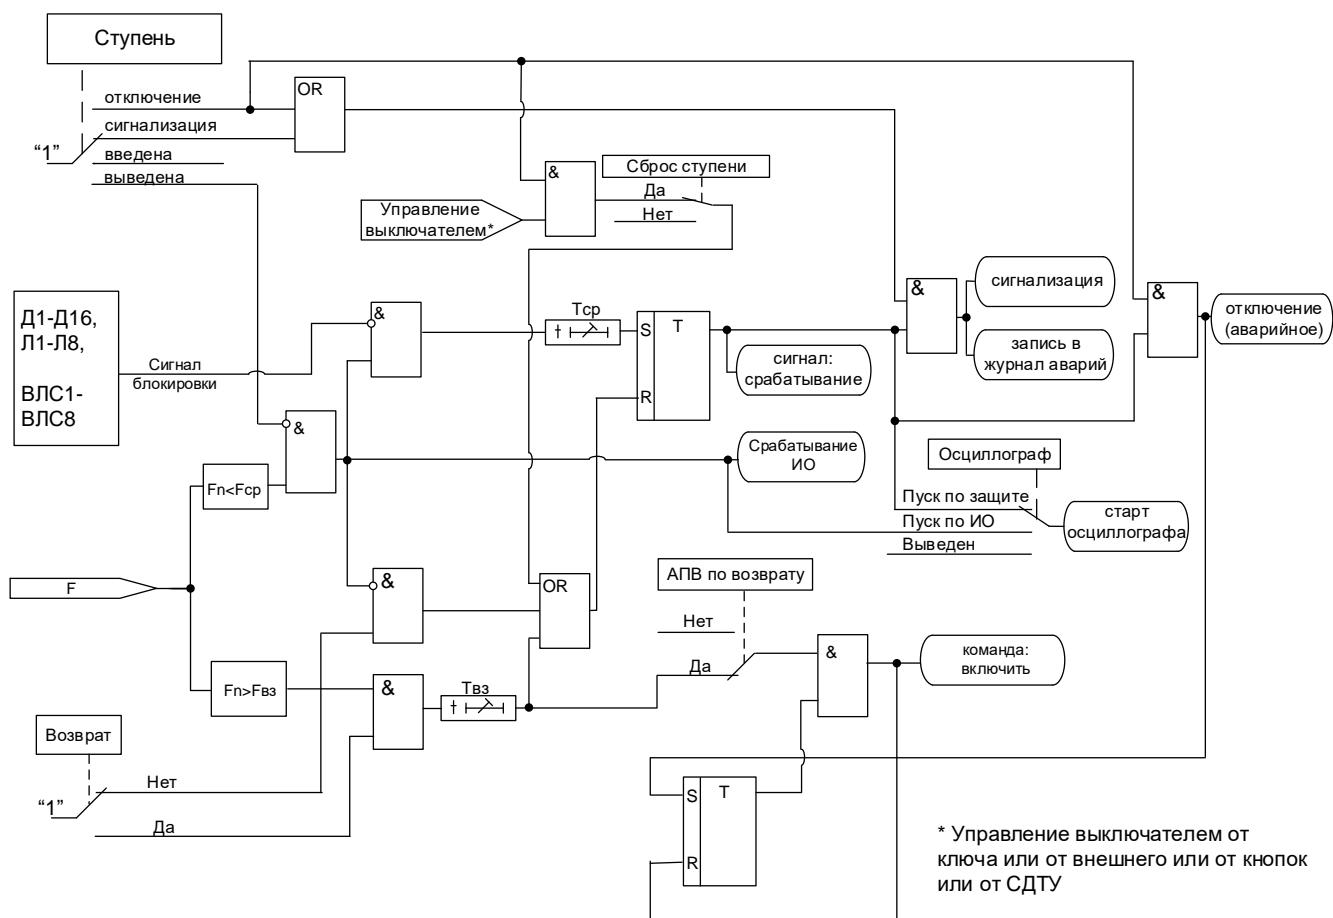 Ступень
отключение
OR
сигнализация
“1”
введена
выведена
&
Сброс ступени
Да
Нет
Управление
выключателем*
Д1-Д16,
Л1-Л8,
ВЛС1-
ВЛС8
Сигнал
блокировки
&
Тср
S
T
R
сигнал:
срабатывание
&
сигнализация
запись в
журнал аварий
&
отключение
(аварийное)
&
Fn<Fср
Срабатывание
ИО
Осциллограф
Пуск по защите
Пуск по ИО
Выведен
старт
осциллографа
F
&
OR
АПВ по возврату
Нет
Да
&
команда:
включить
Fn>Fвз
&
Твз
Возврат
“1”
Нет
Да
S
T
R
* Управление выключателем от
ключа или от внешнего или от кнопок
или от СДТУ